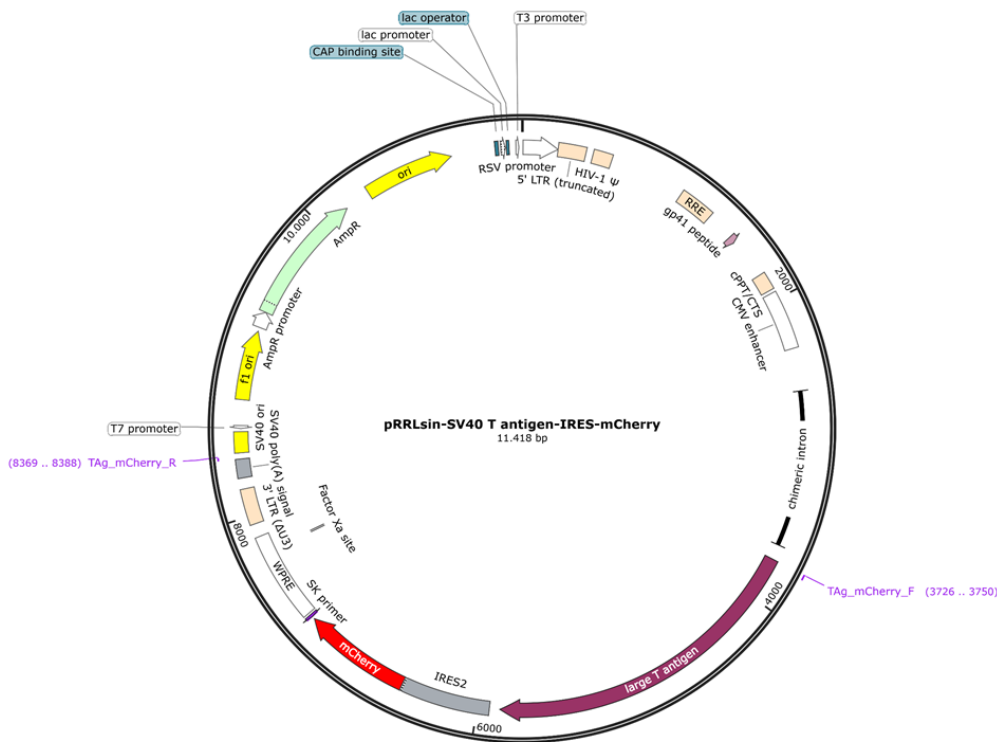 lac operator
T3 promoter
lac promoter
CAP binding site
RSV promoter
5' LTR (truncated)
HIV-1 Ψ
RRE
gp41 peptide
2000
cPPT/CTS
CMV enhancer
chimeric intron
TAg_mCherry_F (3726 .. 3750)
4000
large T antigen
6000
IRES2
mCherry
SK primer
WPRE
Factor Xa site
8000
3' LTR (ΔU3)
SV40 poly(A) signal
(8369 .. 8388) TAg_mCherry_R
SV40 ori
T7 promoter
f1 ori
AmpR promoter
AmpR
10.000
ori
pRRLsin-SV40 T antigen-IRES-mCherry
11.418 bp